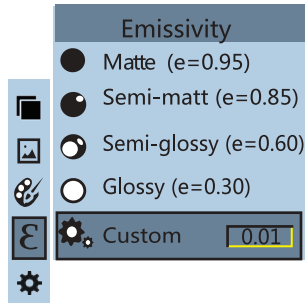 Emissivity
Matte (e=0.95)
Semi-matt (e=0.85)
Semi-glossy (e=0.60)
Glossy (e=0.30)
ε
Custom 0.01